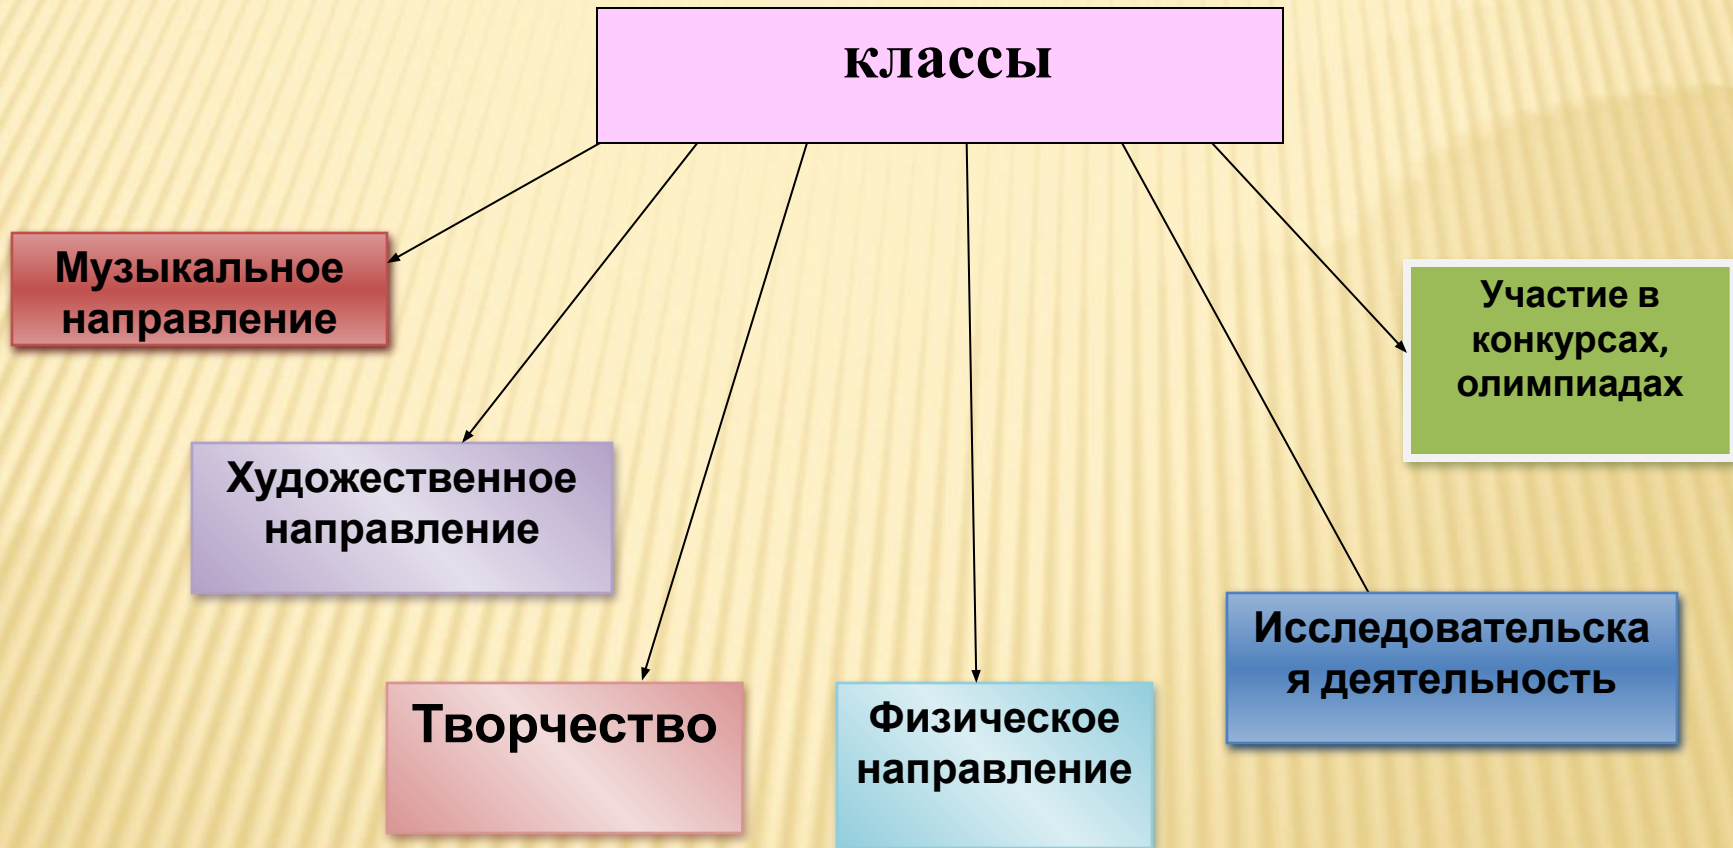 классы
Музыкальное
направление
Участие в
конкурсах,
олимпиадах
Художественное
направление
Исследовательска
я деятельность
Творчество
Физическое
направление